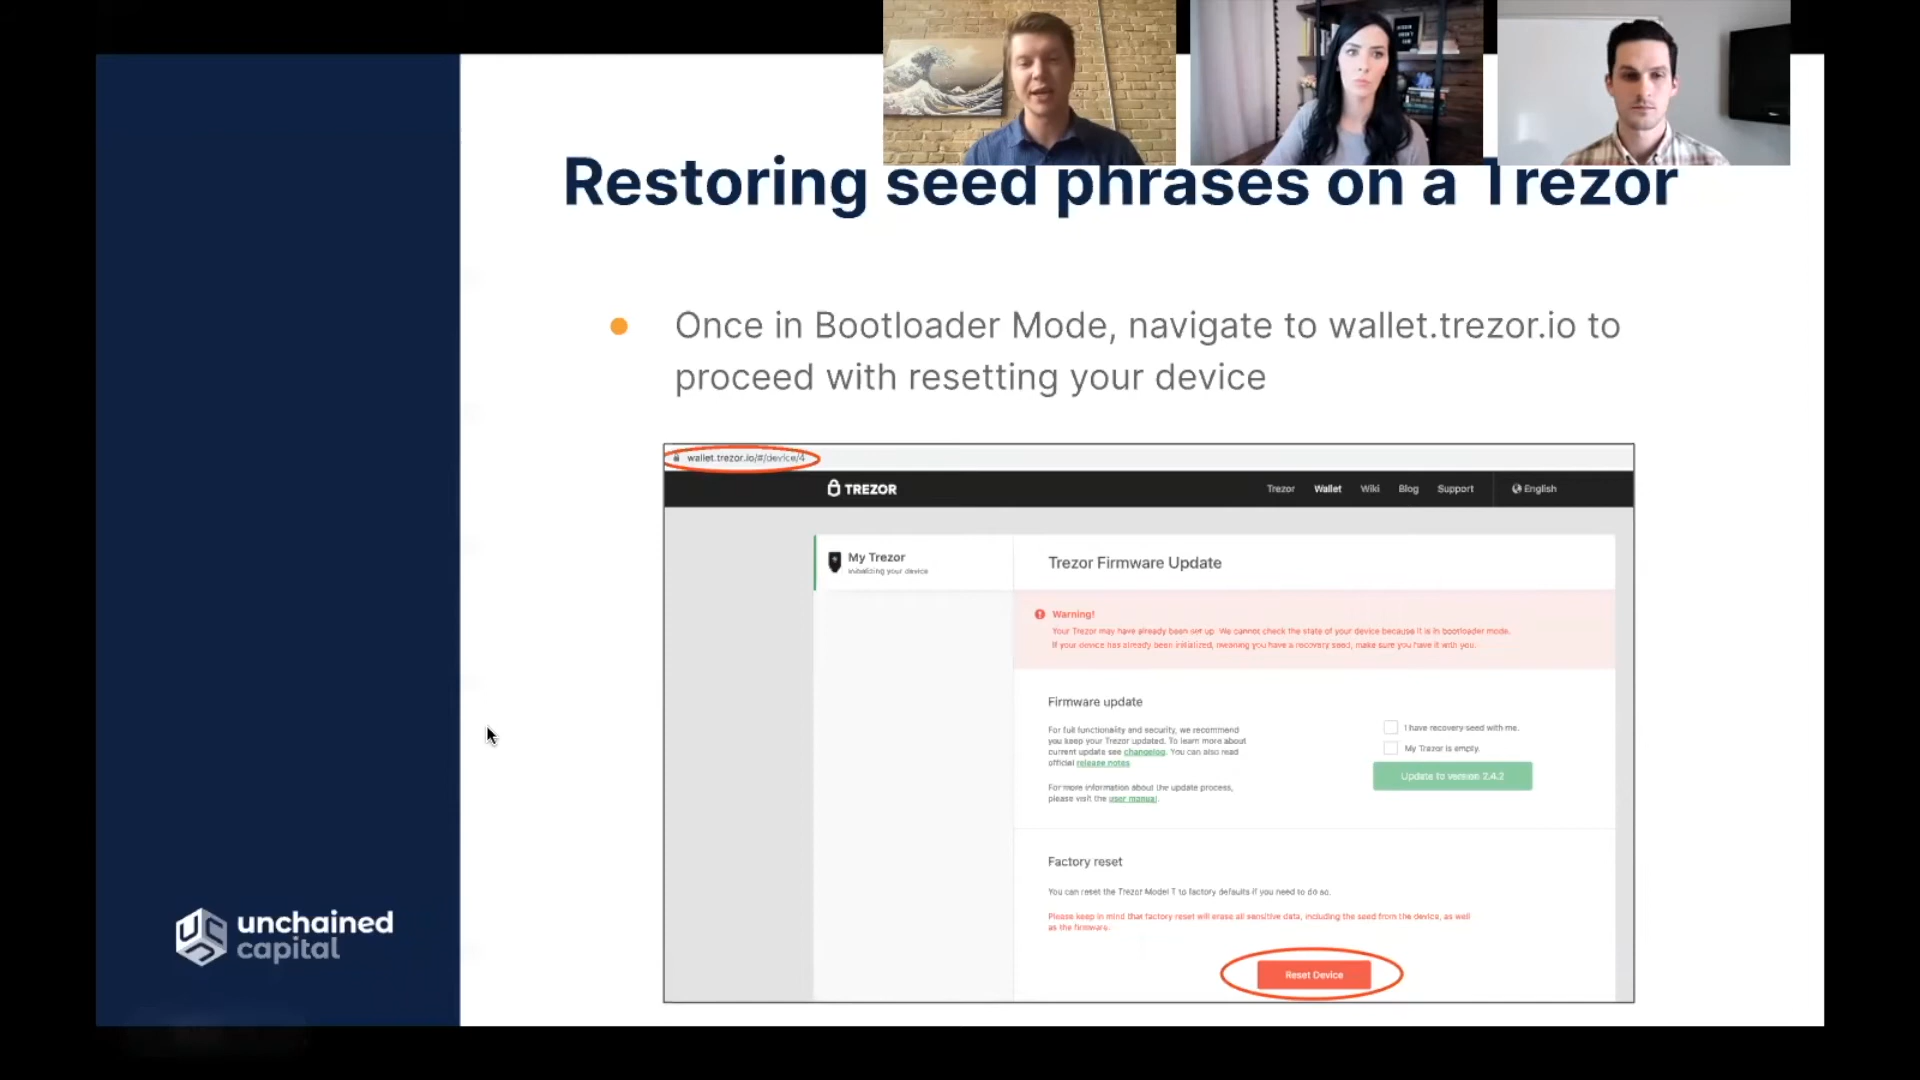 Restoring seed phrases on a Trezor
Once in Bootloader Mode, navigate to wallet.trezor.io to
proceed with resetting your device
wallet.trezor.io/#/device/4
TREZOR
Trezor
Wallet
Wiki
Blog
Support
English
My Trezor
initializing your device
Trezor Firmware Update
Warning!
Your Trezor may have already been set up. We cannot check the state of your device because it is in bootloader mode.
If your device has already been initialized, meaning you have a recovery seed, make sure you have it with you.
Firmware update
For full functionality and security, we recommend
you keep your Trezor updated. To learn more about
current update see changelog. You can also read
official release notes
For more information about the update process,
please visit the user manual.
I have recovery seed with me.
My Trezor is empty.
Update to version 2.4.2
Factory reset
You can reset the Trezor Model T to factory defaults if you need to do so.
Please keep in mind that factory reset will erase all sensitive data, including the seed from the device, as well
as the firmware.
Reset Device
unchained
capital